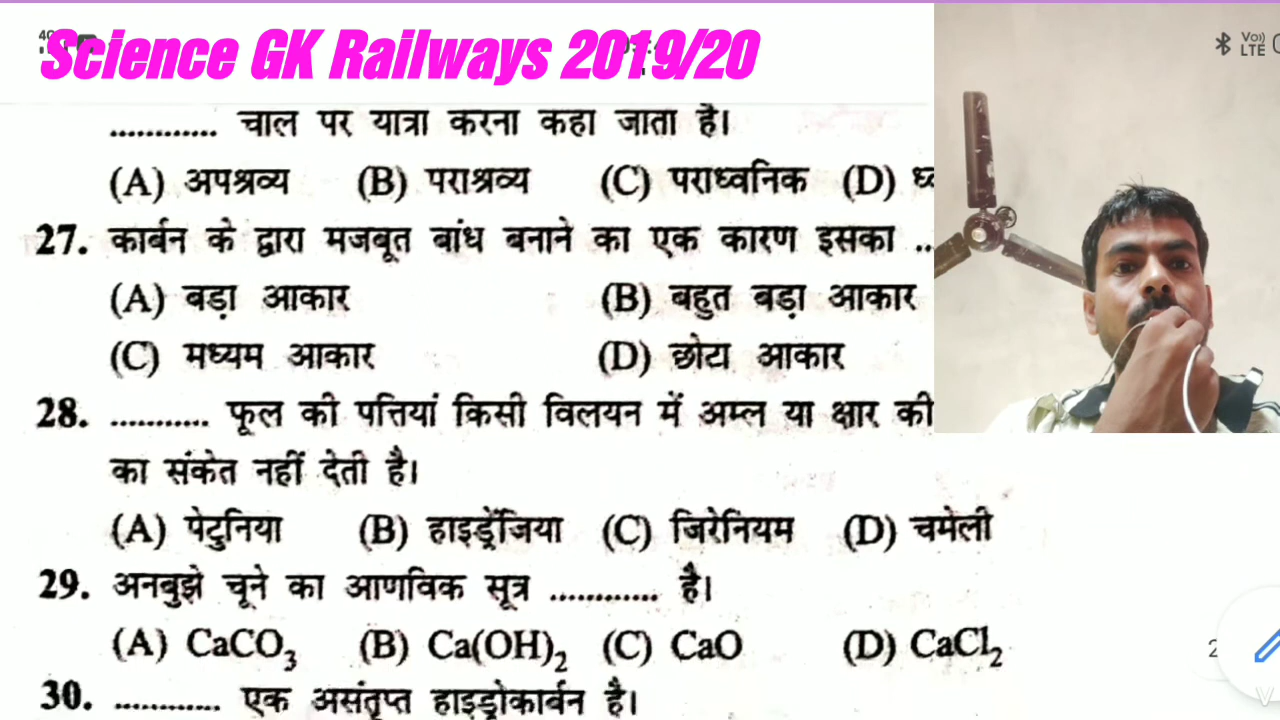 Science GK Railways 2019/20
VoLTE
............ चाल पर यात्रा करना कहा जाता है।
(A) अपश्रव्य (B) पराश्रव्य (C) पराध्वनिक (D)
27. कार्बन के द्वारा मजबूत बांध बनाने का एक कारण इसका ..
(A) बड़ा आकार (B) बहुत बड़ा आकार
(C) मध्यम आकार (D) छोटा आकार
28. ............ फूल की पत्तियां किसी विलयन में अम्ल या क्षार की
का संकेत नहीं देती है।
(A) पेटुनिया (B) हाइड्रेंजिया (C) जिरेनियम (D) चमेली
29. अनबुझे चूने का आणविक सूत्र ............. है।
(A) CaCO₃ (B) Ca(OH)₂ (C) CaO (D) CaCl₂
30. ............. एक असंतृप्त हाइड्रोकार्बन है।